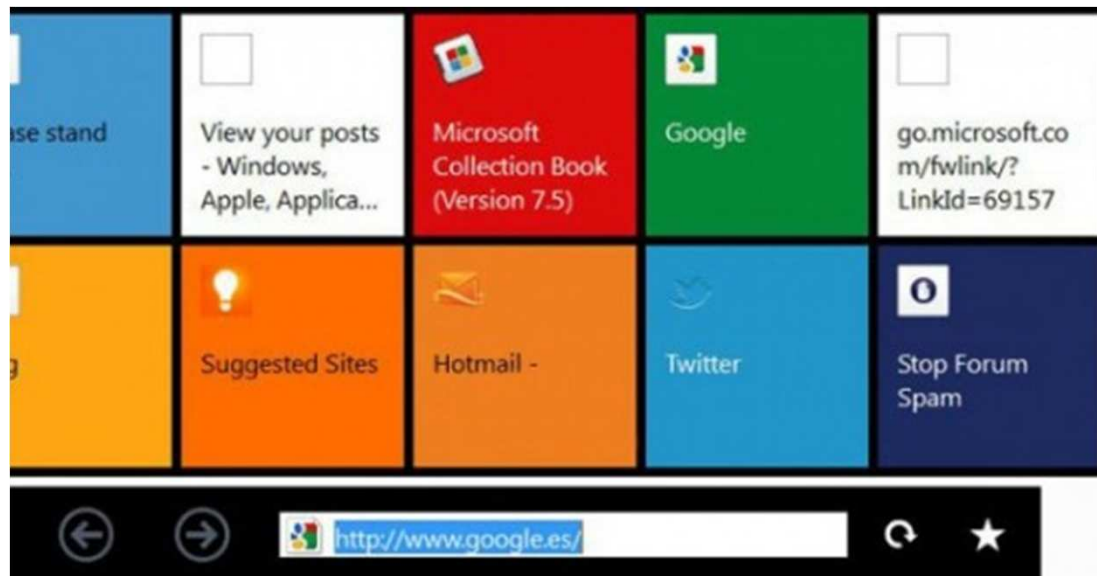 ase stand
View your posts
- Windows,
Apple, Applica...
Microsoft
Collection Book
(Version 7.5)
Google
go.microsoft.co
m/fwlink/?
LinkId=69157
g
Suggested Sites
Hotmail -
Twitter
Stop Forum
Spam
http://www.google.es/